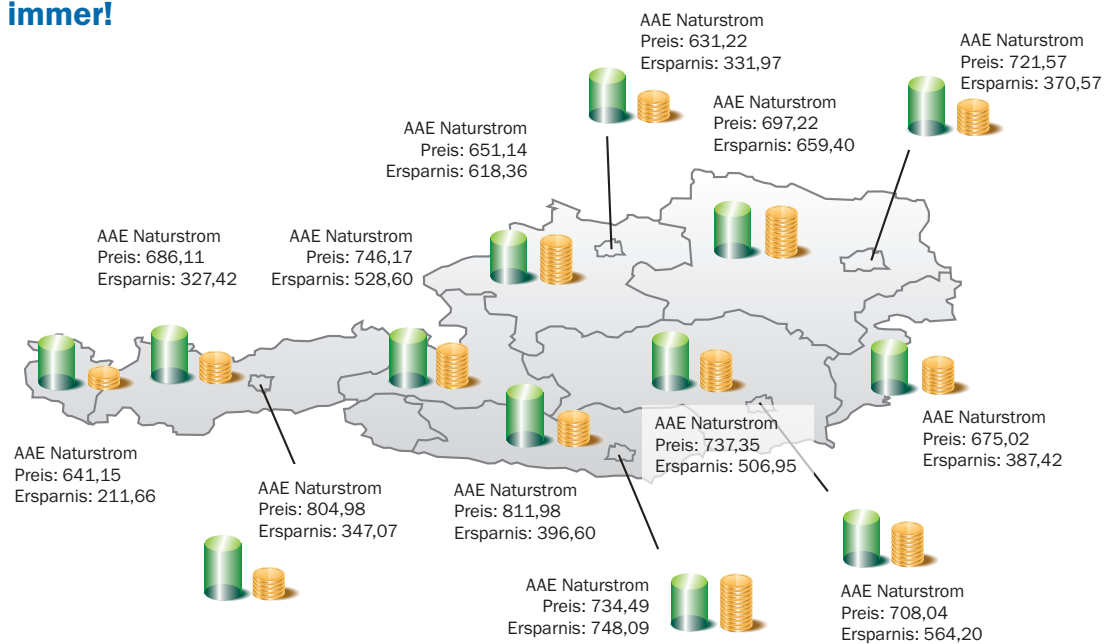 immer!
AAE Naturstrom
Preis: 631,22
Ersparnis: 331,97
AAE Naturstrom
Preis: 721,57
Ersparnis: 370,57
AAE Naturstrom
Preis: 697,22
Ersparnis: 659,40
AAE Naturstrom
Preis: 651,14
Ersparnis: 618,36
AAE Naturstrom
Preis: 686,11
Ersparnis: 327,42
AAE Naturstrom
Preis: 746,17
Ersparnis: 528,60
AAE Naturstrom
Preis: 737,35
Ersparnis: 506,95
AAE Naturstrom
Preis: 675,02
Ersparnis: 387,42
AAE Naturstrom
Preis: 641,15
Ersparnis: 211,66
AAE Naturstrom
Preis: 804,98
Ersparnis: 347,07
AAE Naturstrom
Preis: 811,98
Ersparnis: 396,60
AAE Naturstrom
Preis: 734,49
Ersparnis: 748,09
AAE Naturstrom
Preis: 708,04
Ersparnis: 564,20